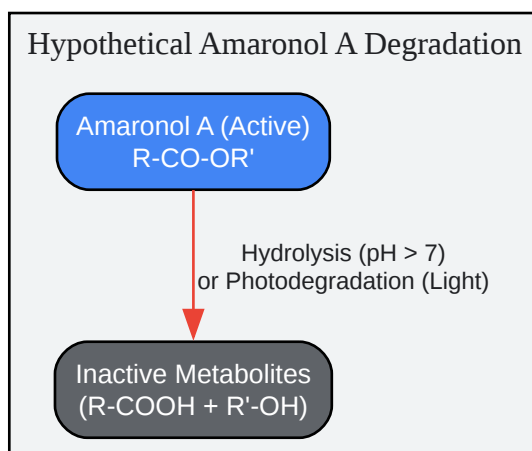 Hypothetical Amaronol A Degradation
Amaronol A (Active)
R-CO-OR'
Hydrolysis (pH > 7)
or Photodegradation (Light)
Inactive Metabolites
(R-COOH + R'-OH)